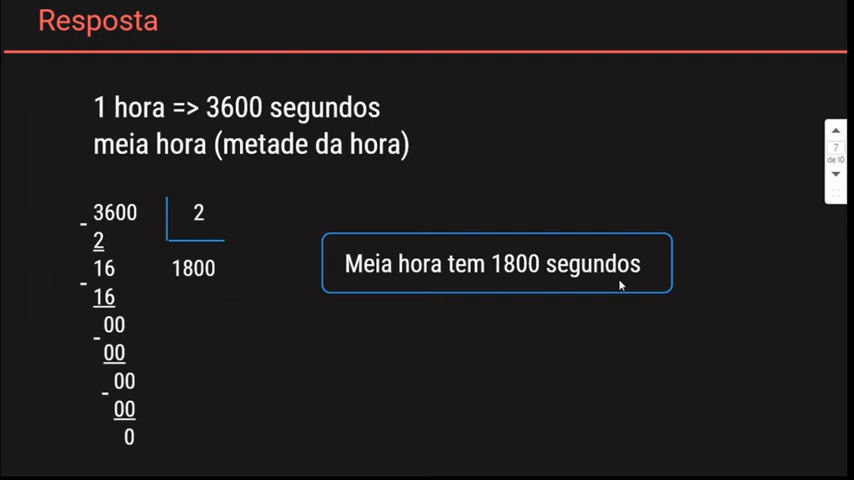 Resposta
1 hora => 3600 segundos
meia hora (metade da hora)
- 3600 2
2
16 1800
- 16
00
- 00
00
- 00
0
Meia hora tem 1800 segundos
7
de 10